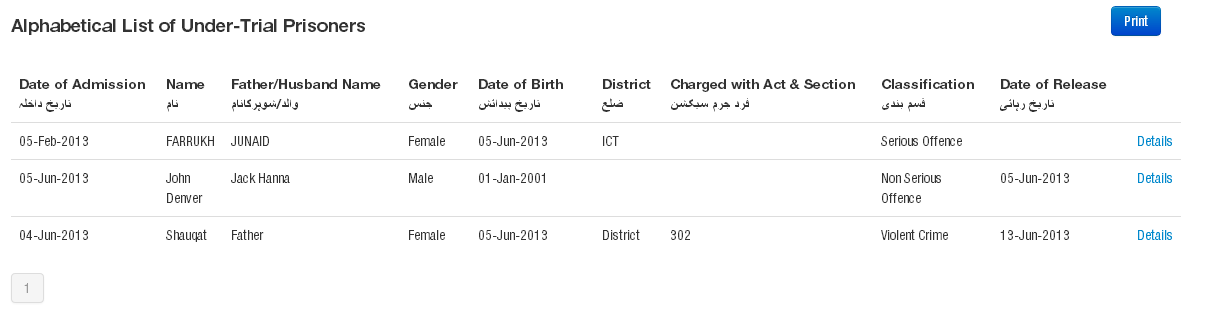 Alphabetical List of Under-Trial Prisoners
Print
Date of Admission Name Father/Husband Name Gender Date of Birth District Charged with Act & Section Classification Date of Release
تاریخ داخلہ نام والد/شوہرکانام جنس تاریخ پیدائش ضلع فرد جرم سیکشن قسم بندی تاریخ رہائی
05-Feb-2013 FARRUKH JUNAID Female 05-Jun-2013 ICT Serious Offence Details
05-Jun-2013 John Jack Hanna Male 01-Jan-2001 Non Serious 05-Jun-2013 Details
Denver Offence
04-Jun-2013 Shauqat Father Female 05-Jun-2013 District 302 Violent Crime 13-Jun-2013 Details
1